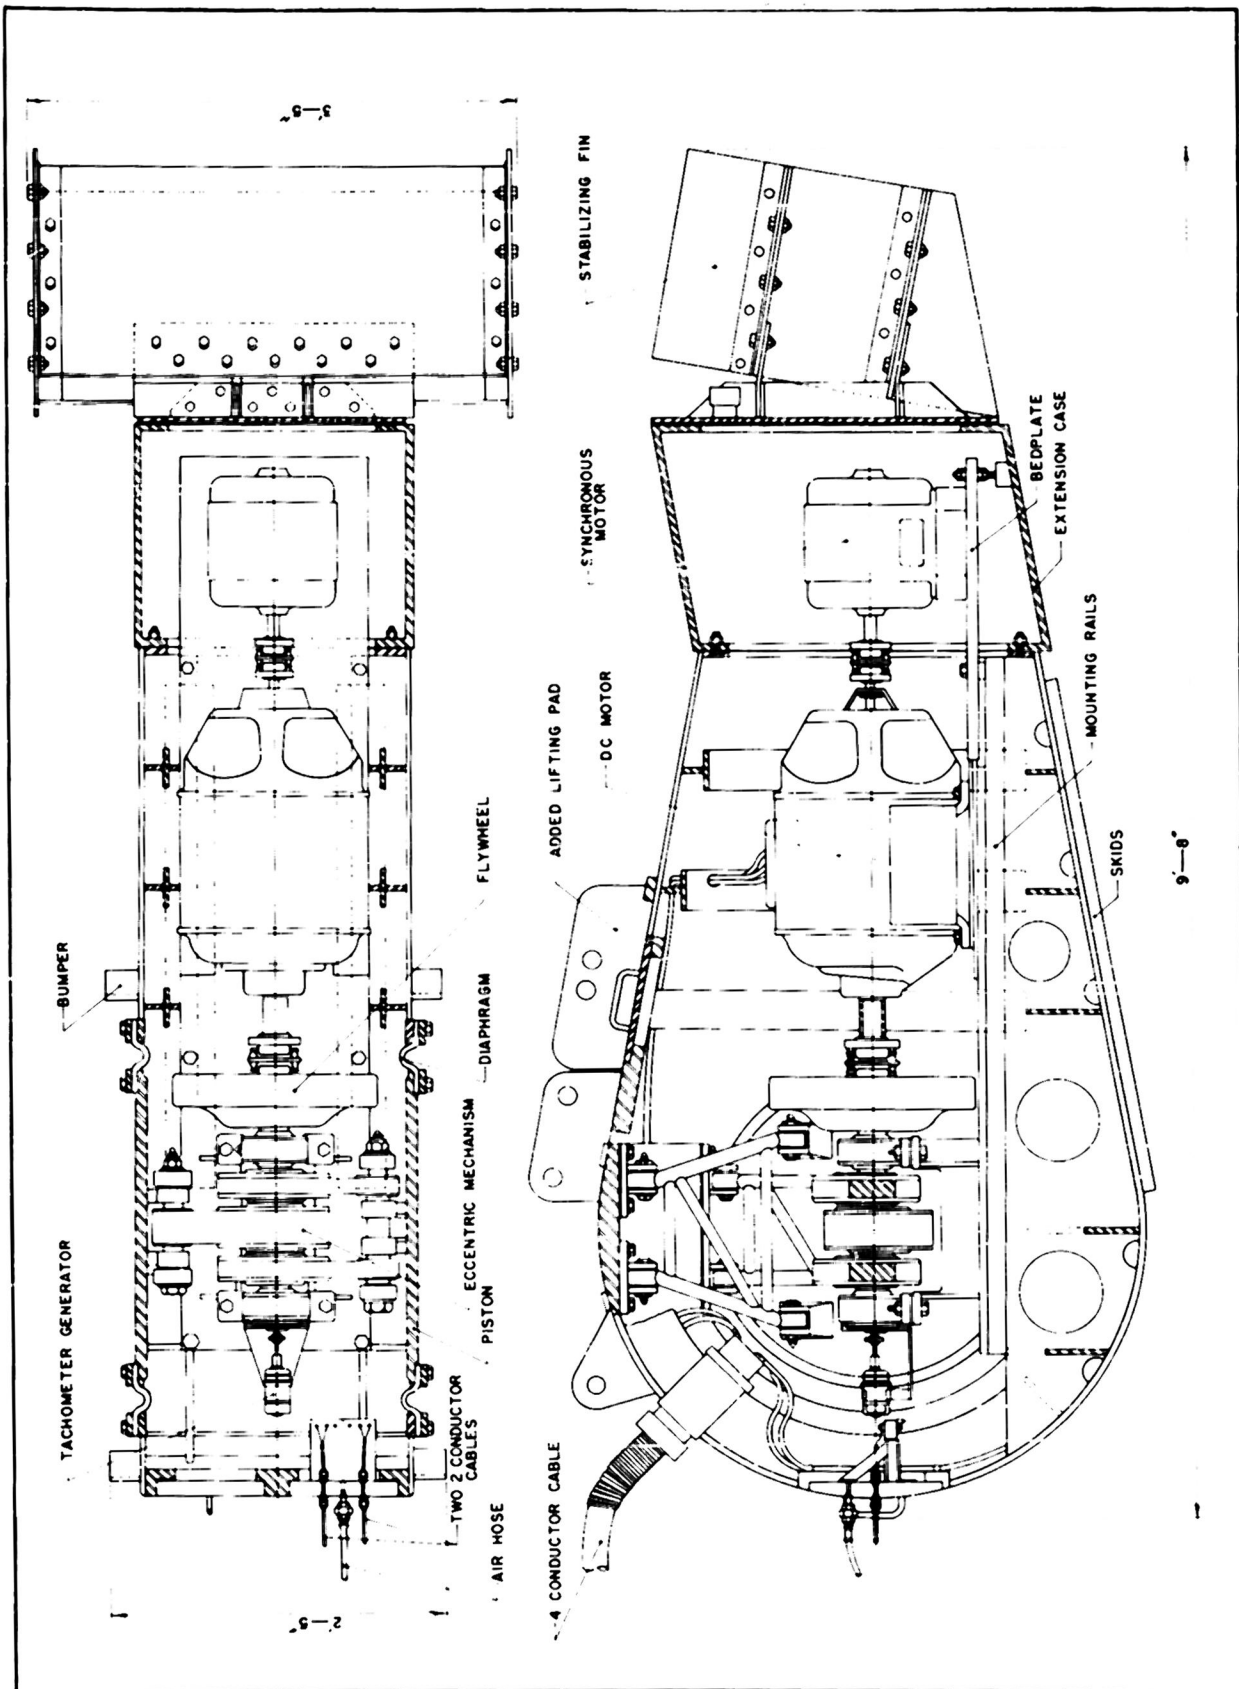 BUMPER
TACHOMETER GENERATOR
2'—5"
3'—5"
TWO 2 CONDUCTOR
CABLES
ECCENTRIC MECHANISM
PISTON
DIAPHRAGM
FLYWHEEL
AIR HOSE
4 CONDUCTOR CABLE
ADDED LIFTING PAD
DC MOTOR
SYNCHRONOUS
MOTOR
STABILIZING FIN
BEDPLATE
EXTENSION CASE
MOUNTING RAILS
SKIDS
9'—8"